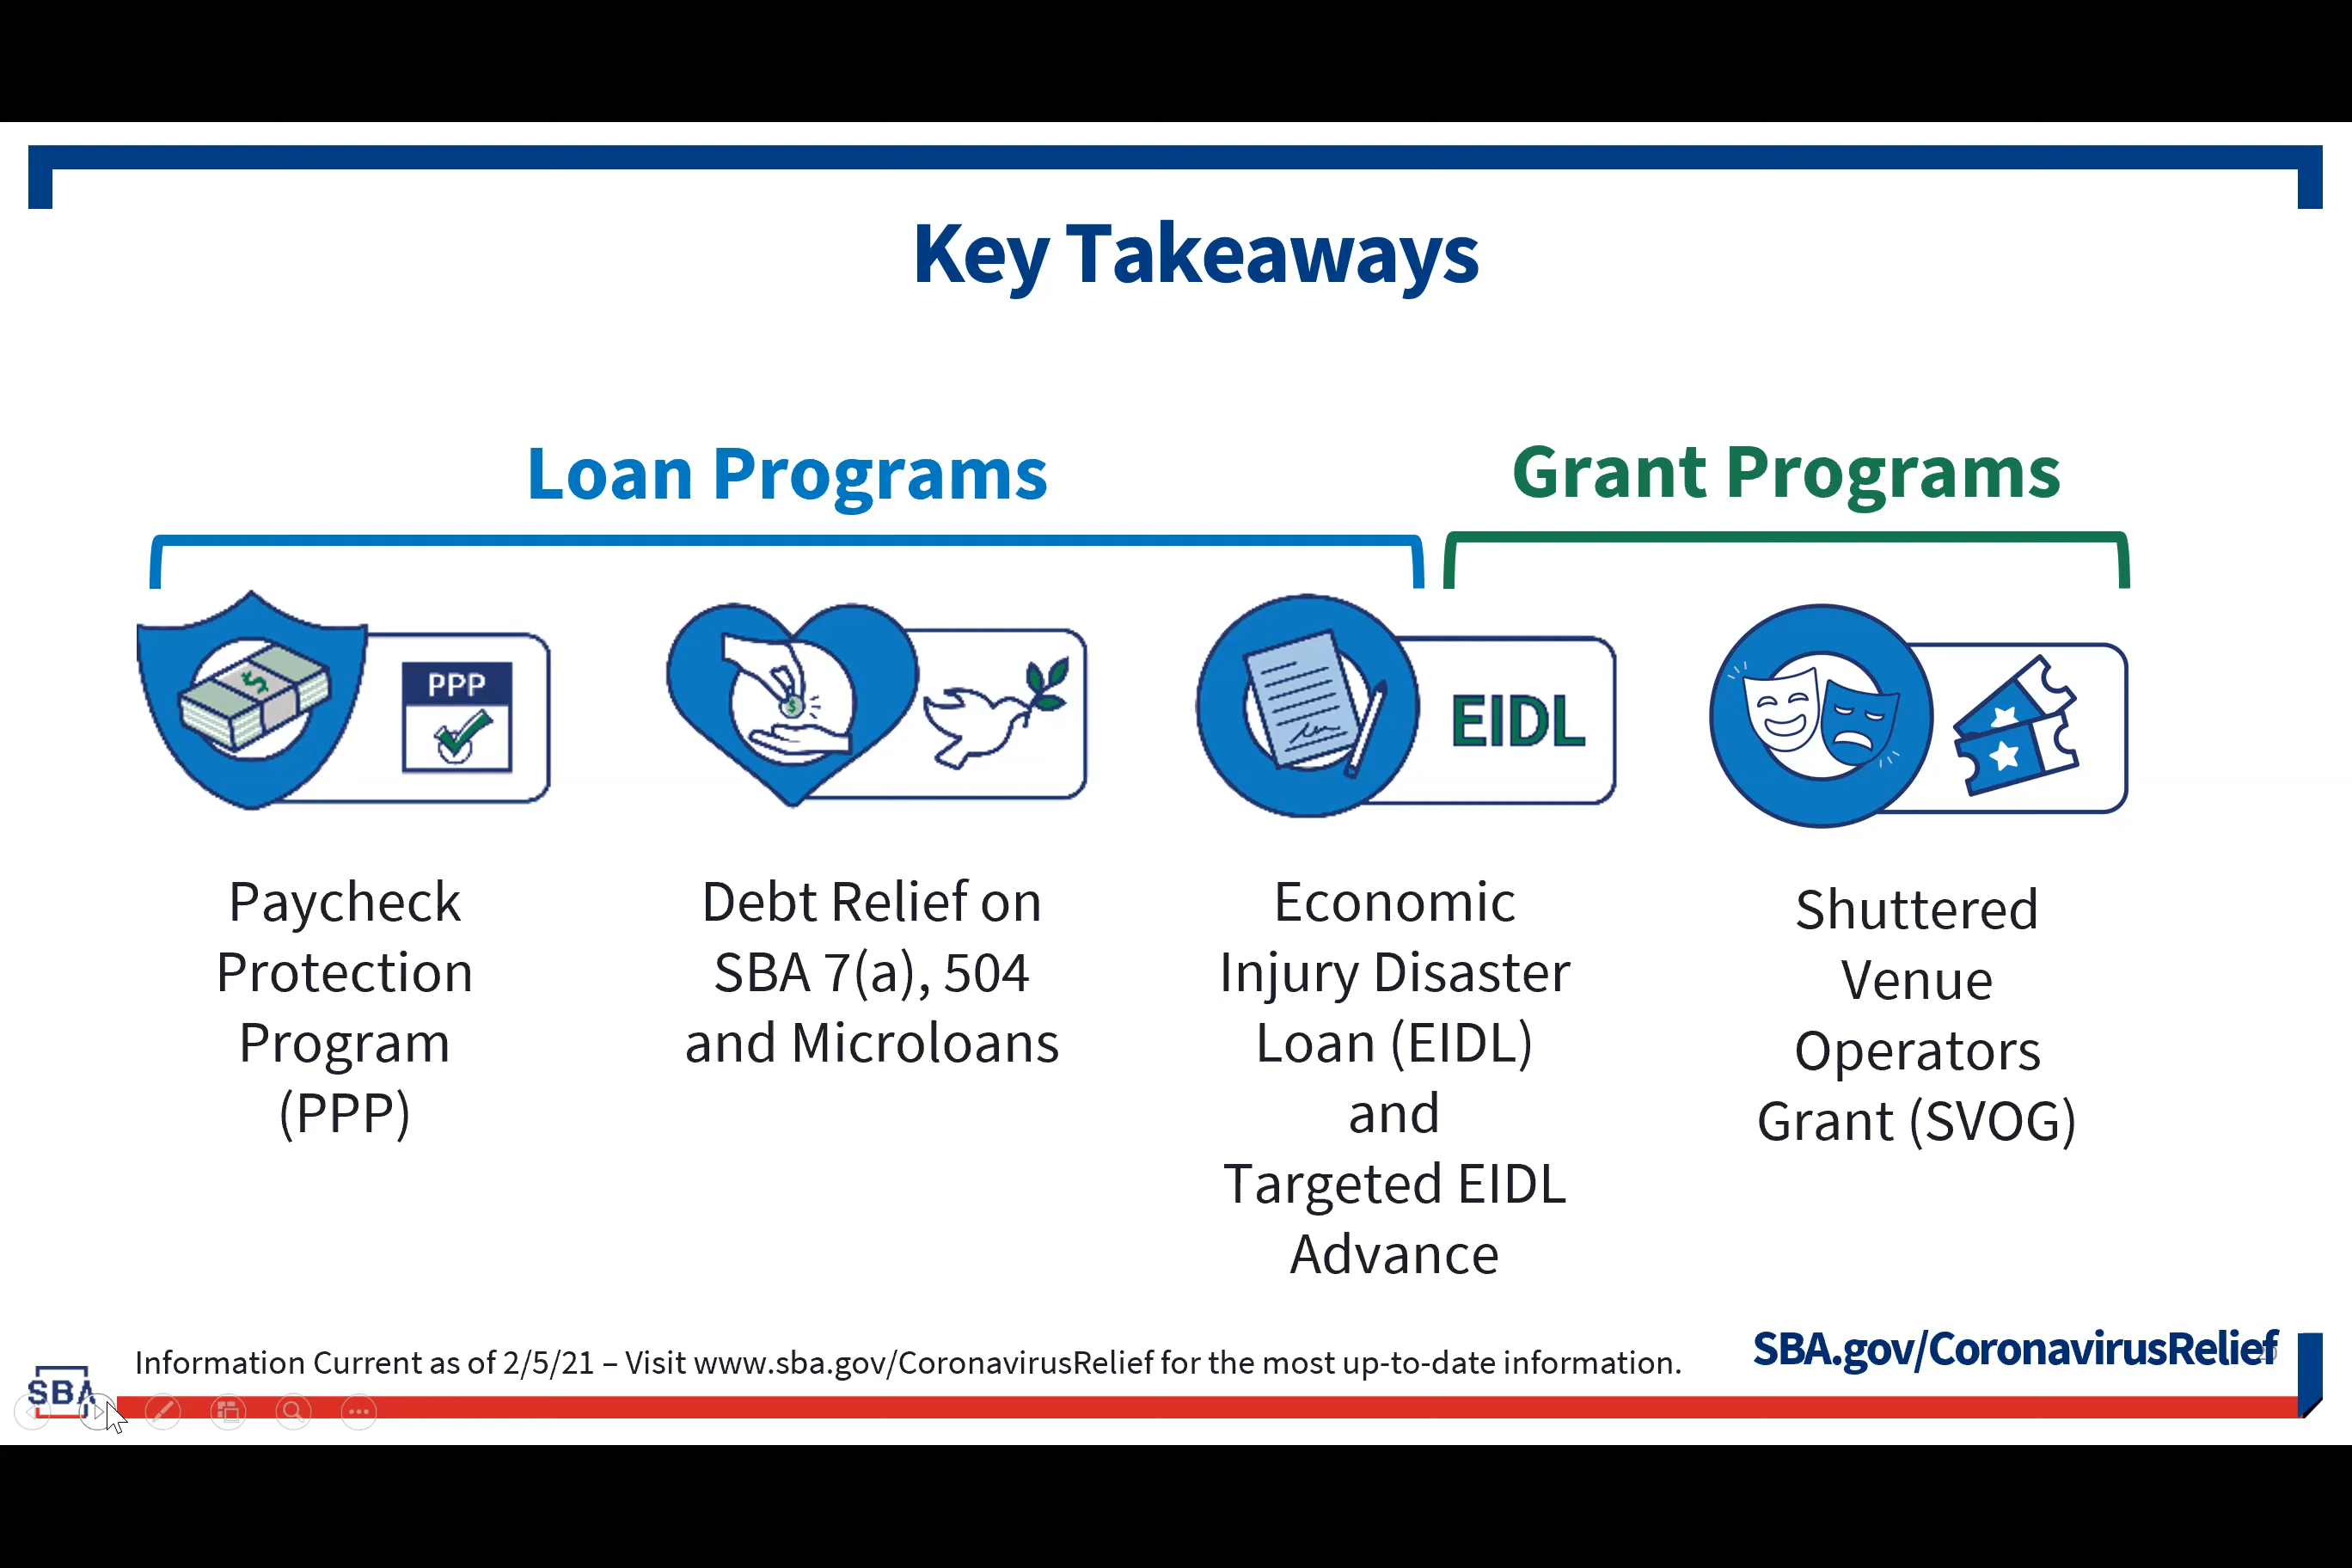 Key Takeaways
Loan Programs
Grant Programs
PPP
EIDL
Paycheck
Protection
Program
(PPP)
Debt Relief on
SBA 7(a), 504
and Microloans
Economic
Injury Disaster
Loan (EIDL)
and
Targeted EIDL
Advance
Shuttered
Venue
Operators
Grant (SVOG)
Information Current as of 2/5/21 – Visit www.sba.gov/CoronavirusRelief for the most up-to-date information.
SBA.gov/CoronavirusRelief
SBA